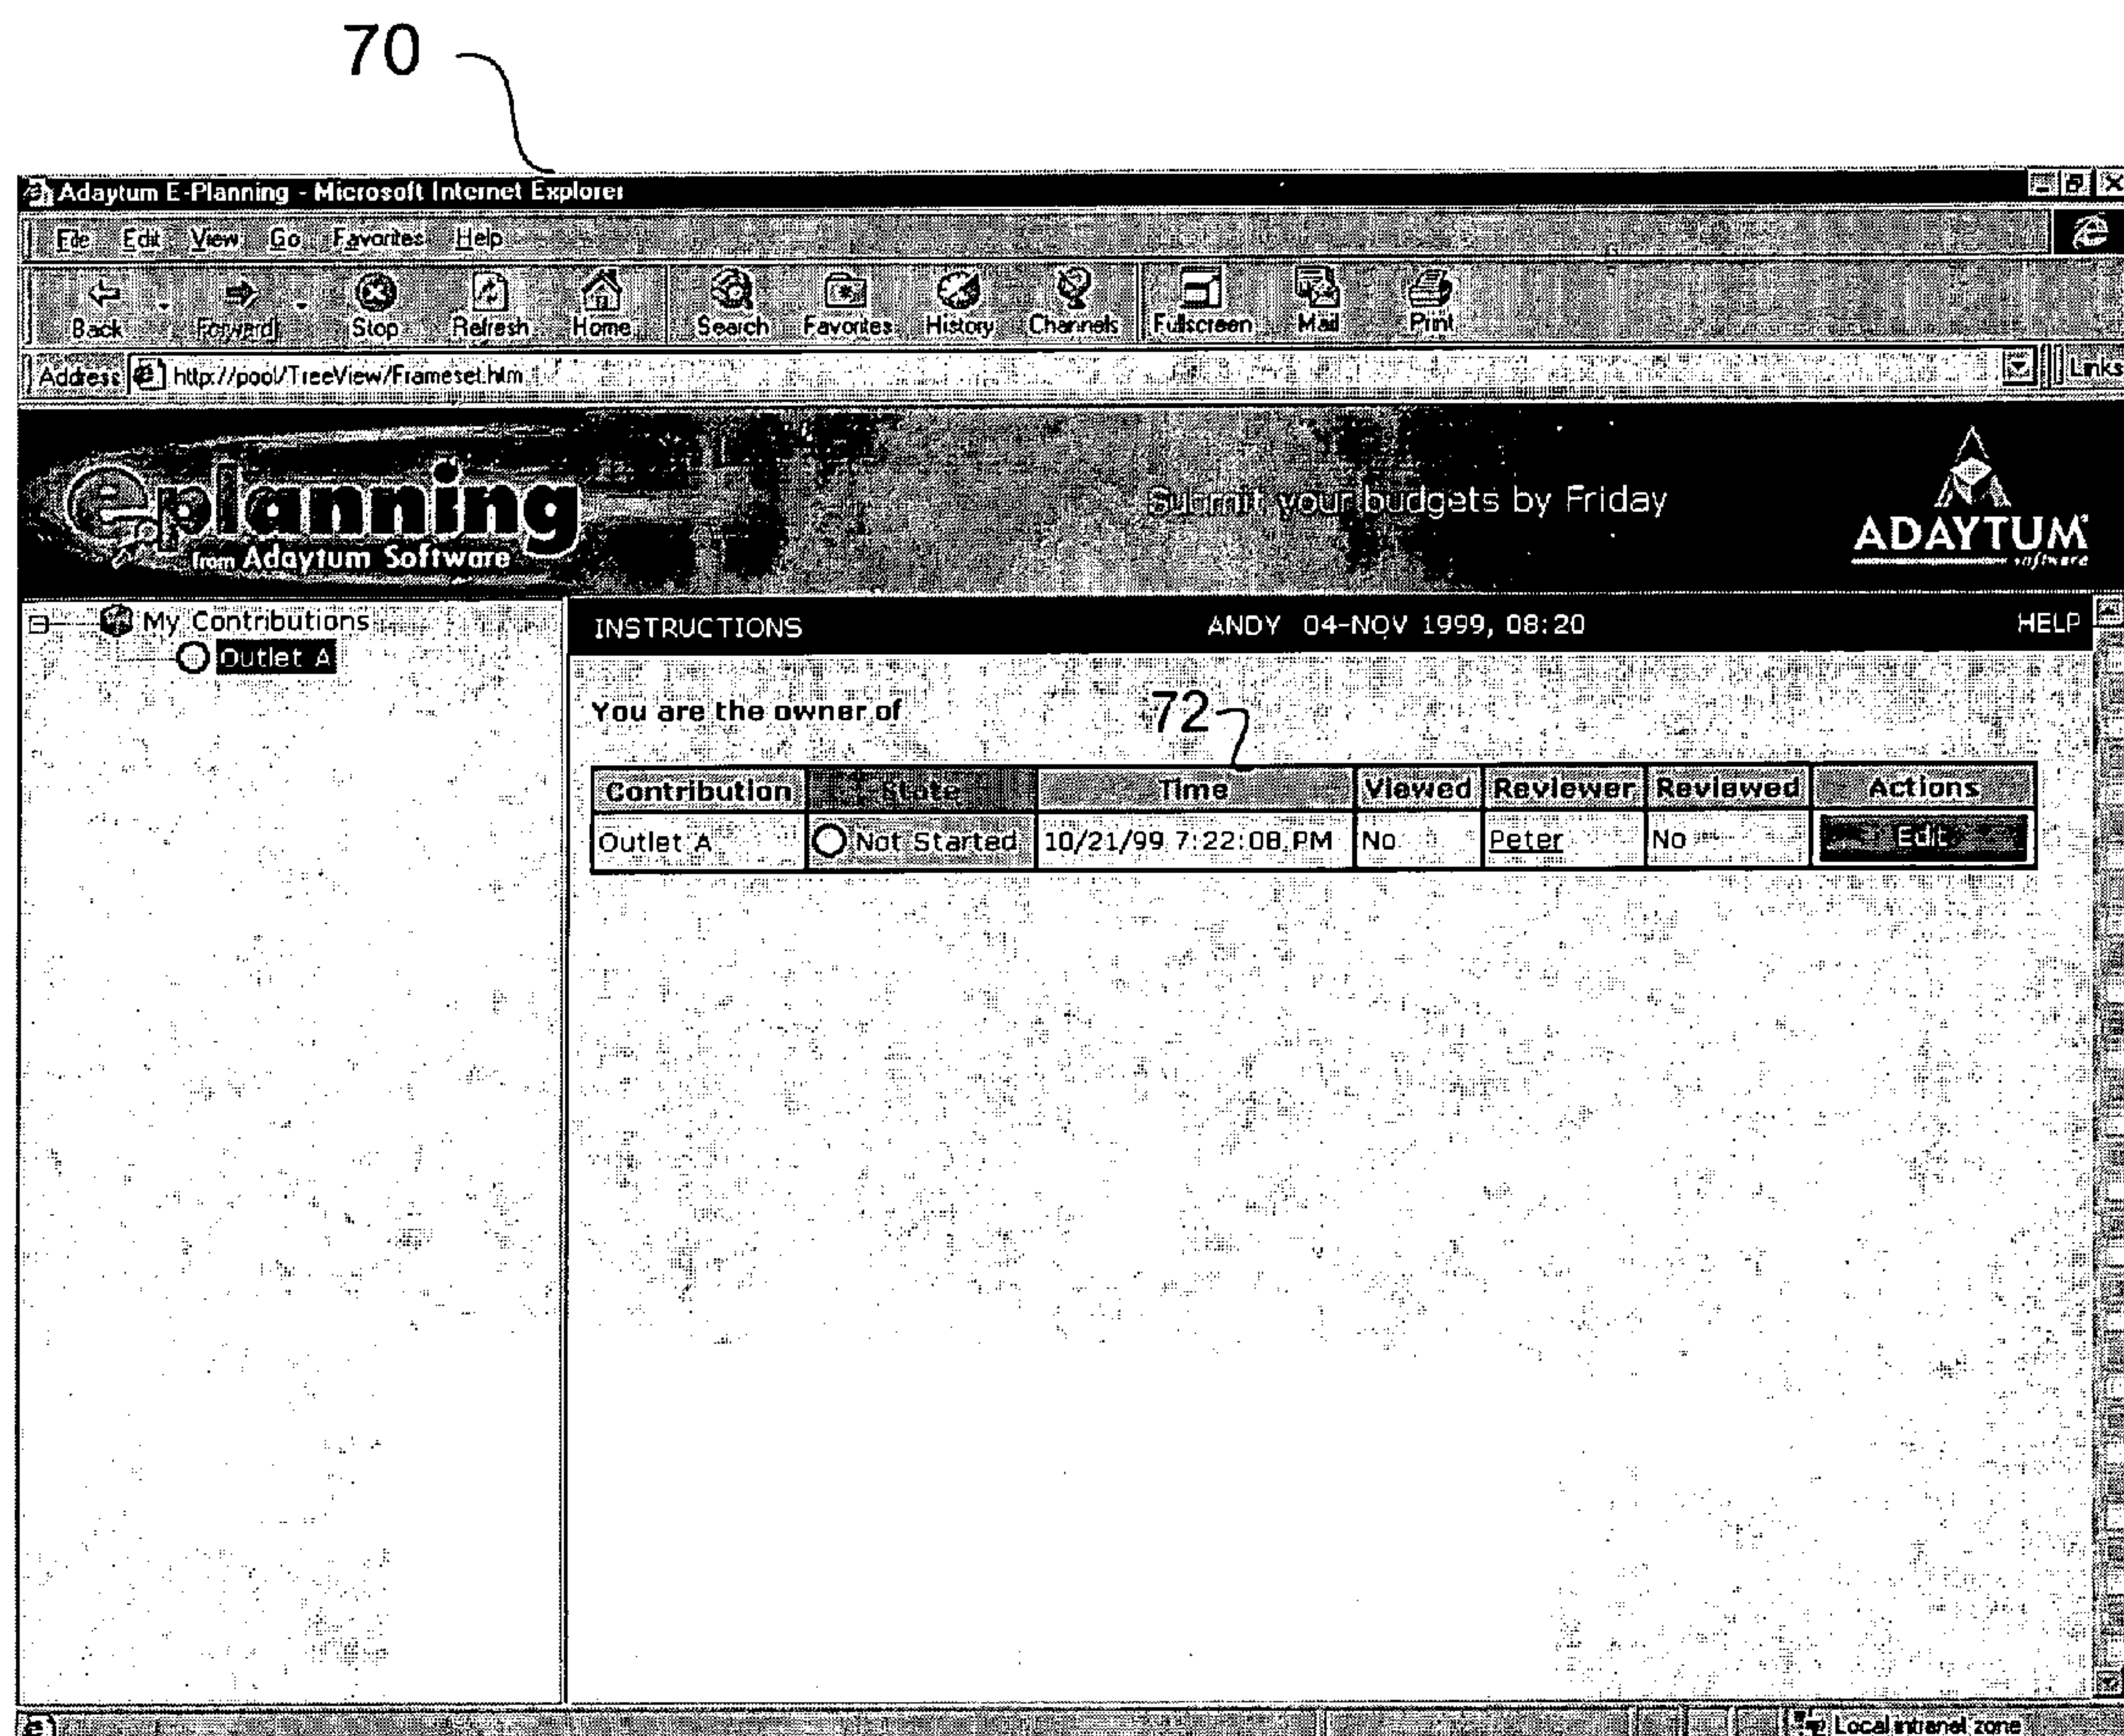 70
Adaytum E-Planning - Microsoft Internet Explorer
File Edit View Go Favorites Help
Back Forward Stop Refresh Home Search Favorites History Channels Fullscreen Mail Print
Address http://pool/TreeView/Frameset.htm Links
e.planning
from Adaytum Software
Submit your budgets by Friday
ADAYTUM
software
My Contributions
Outlet A
INSTRUCTIONS ANDY 04-NOV 1999, 08:20 HELP
You are the owner of
72
Contribution State Time Viewed Reviewer Reviewed Actions
Outlet A Not Started 10/21/99 7:22:08 PM No Peter No Edit
Local intranet zone